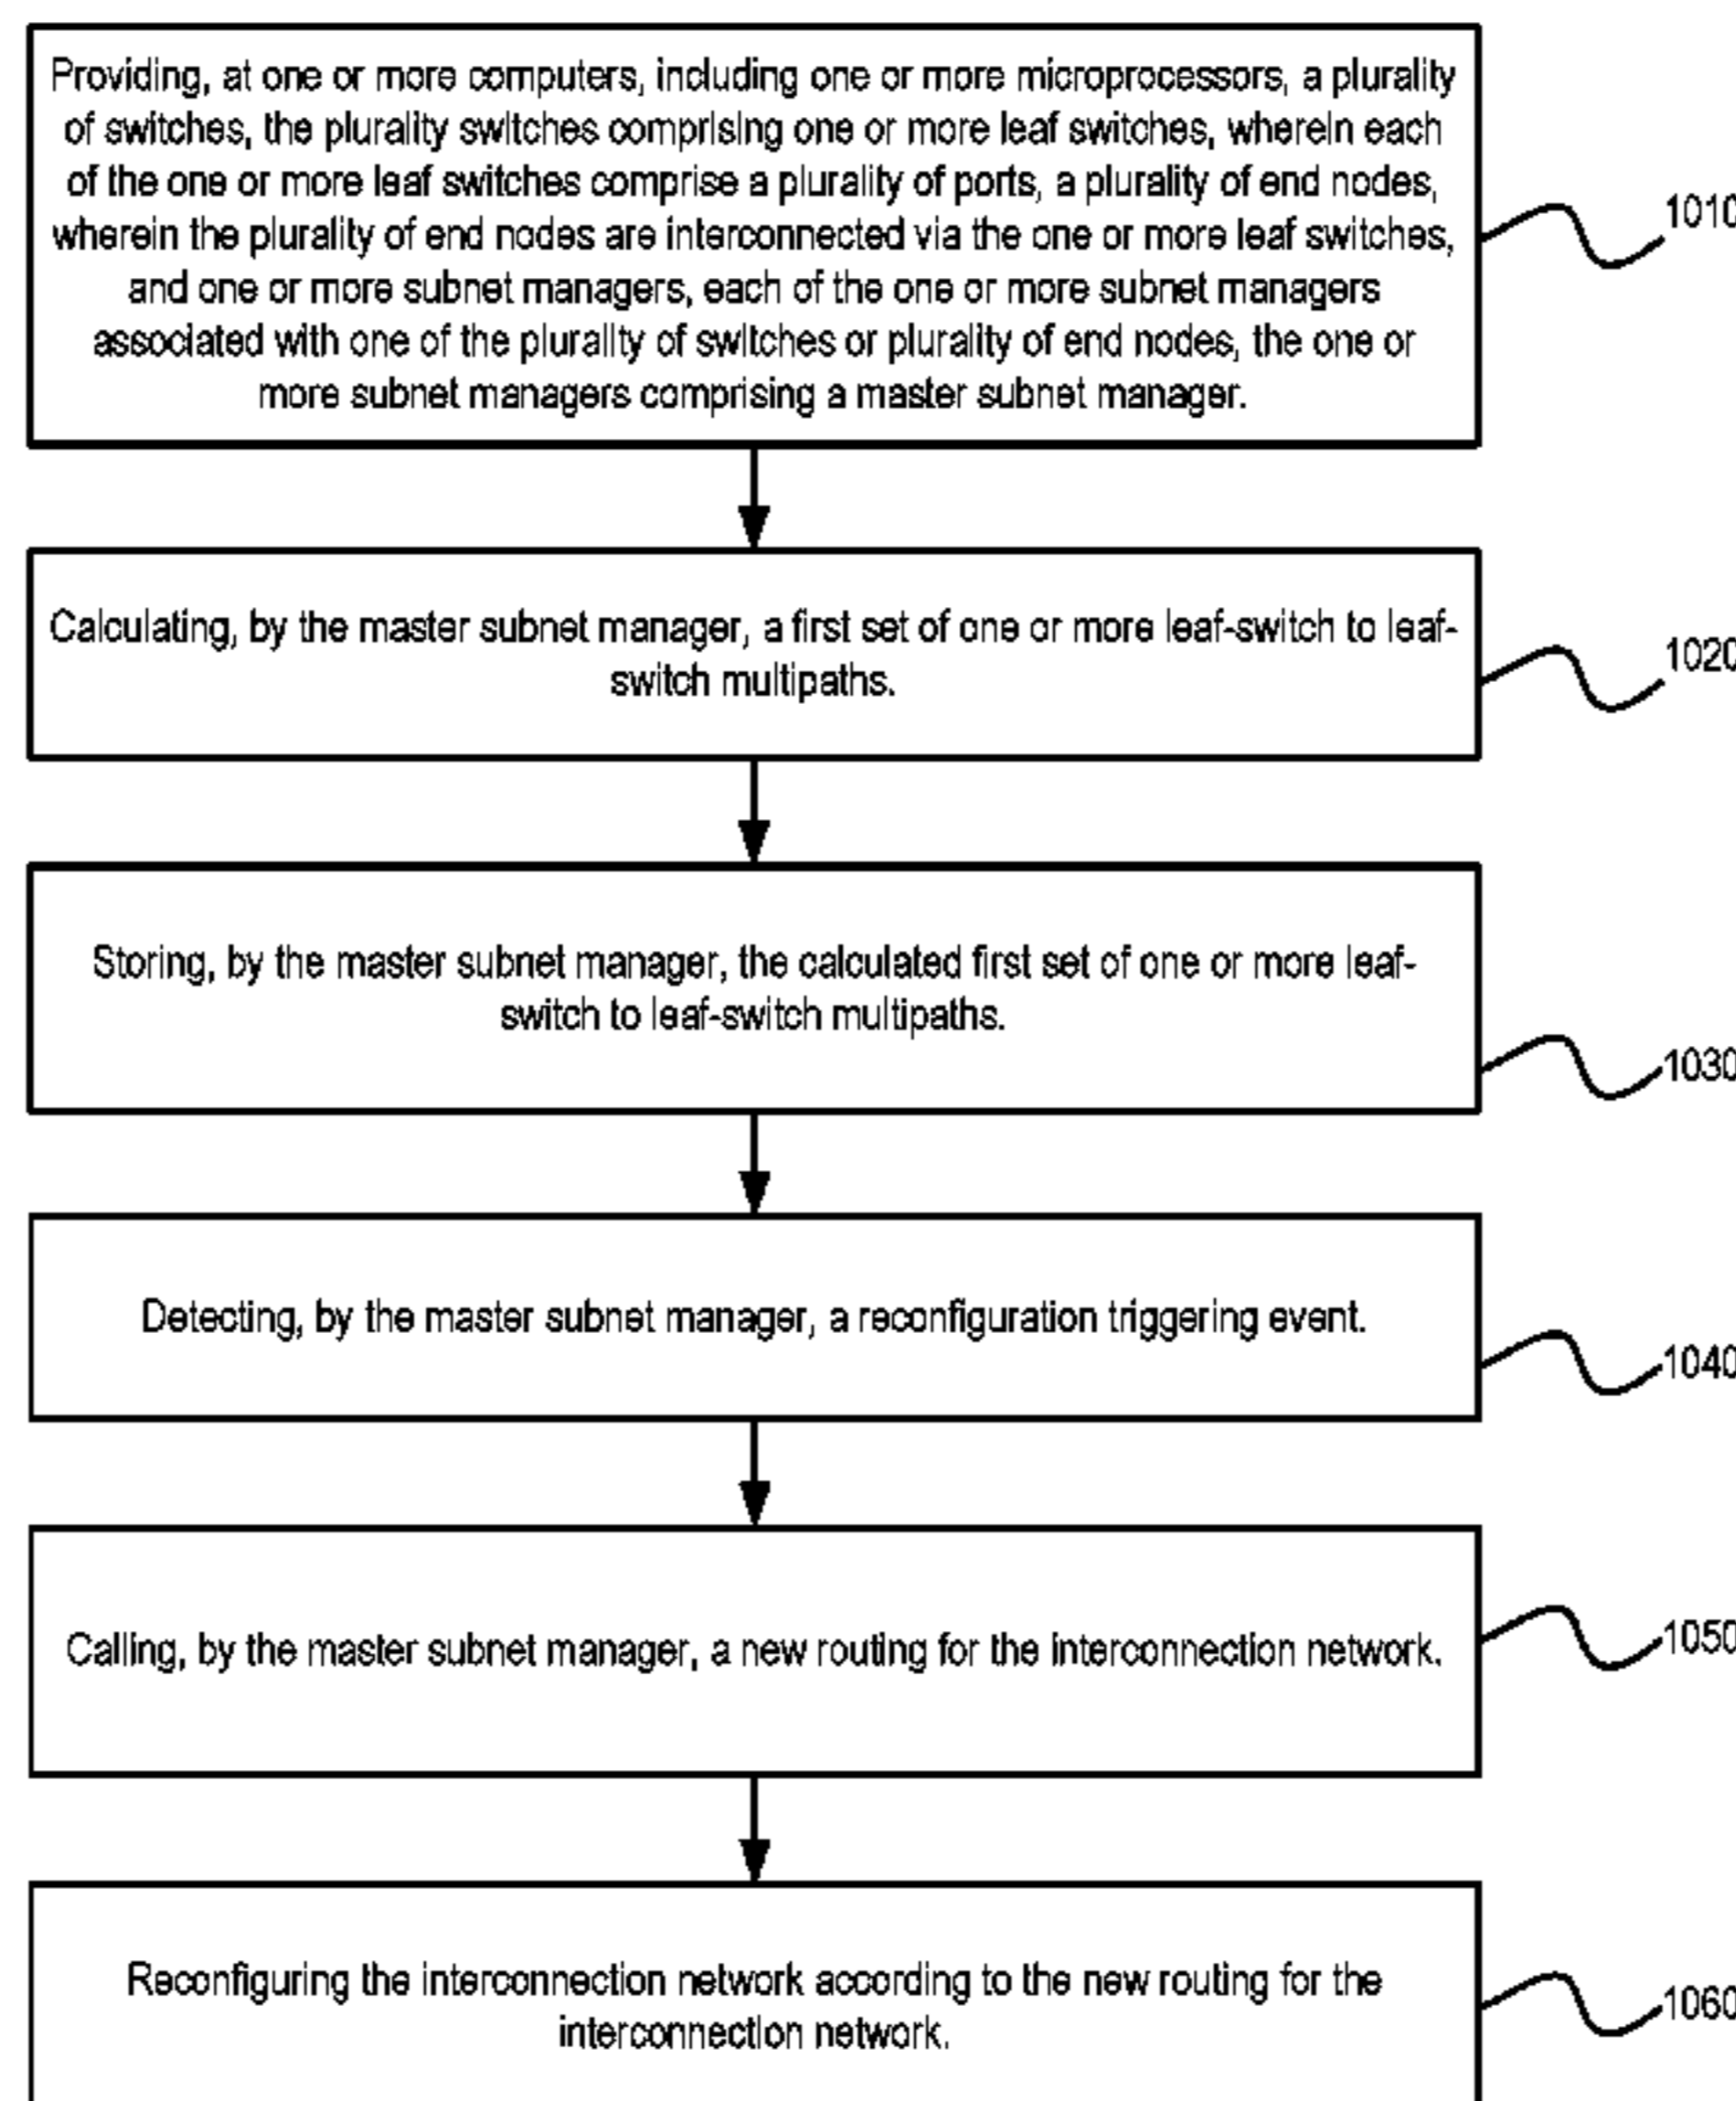 Providing, at one or more computers, including one or more microprocessors, a plurality
of switches, the plurality switches comprising one or more leaf switches, wherein each
of the one or more leaf switches comprise a plurality of ports, a plurality of end nodes,
wherein the plurality of end nodes are interconnected via the one or more leaf switches,
and one or more subnet managers, each of the one or more subnet managers
associated with one of the plurality of switches or plurality of end nodes, the one or
more subnet managers comprising a master subnet manager.
1010
Calculating, by the master subnet manager, a first set of one or more leaf-switch to leaf-
switch multipaths.
1020
Storing, by the master subnet manager, the calculated first set of one or more leaf-
switch to leaf-switch multipaths.
1030
Detecting, by the master subnet manager, a reconfiguration triggering event.
1040
Calling, by the master subnet manager, a new routing for the interconnection network.
1050
Reconfiguring the interconnection network according to the new routing for the
interconnection network.
1060